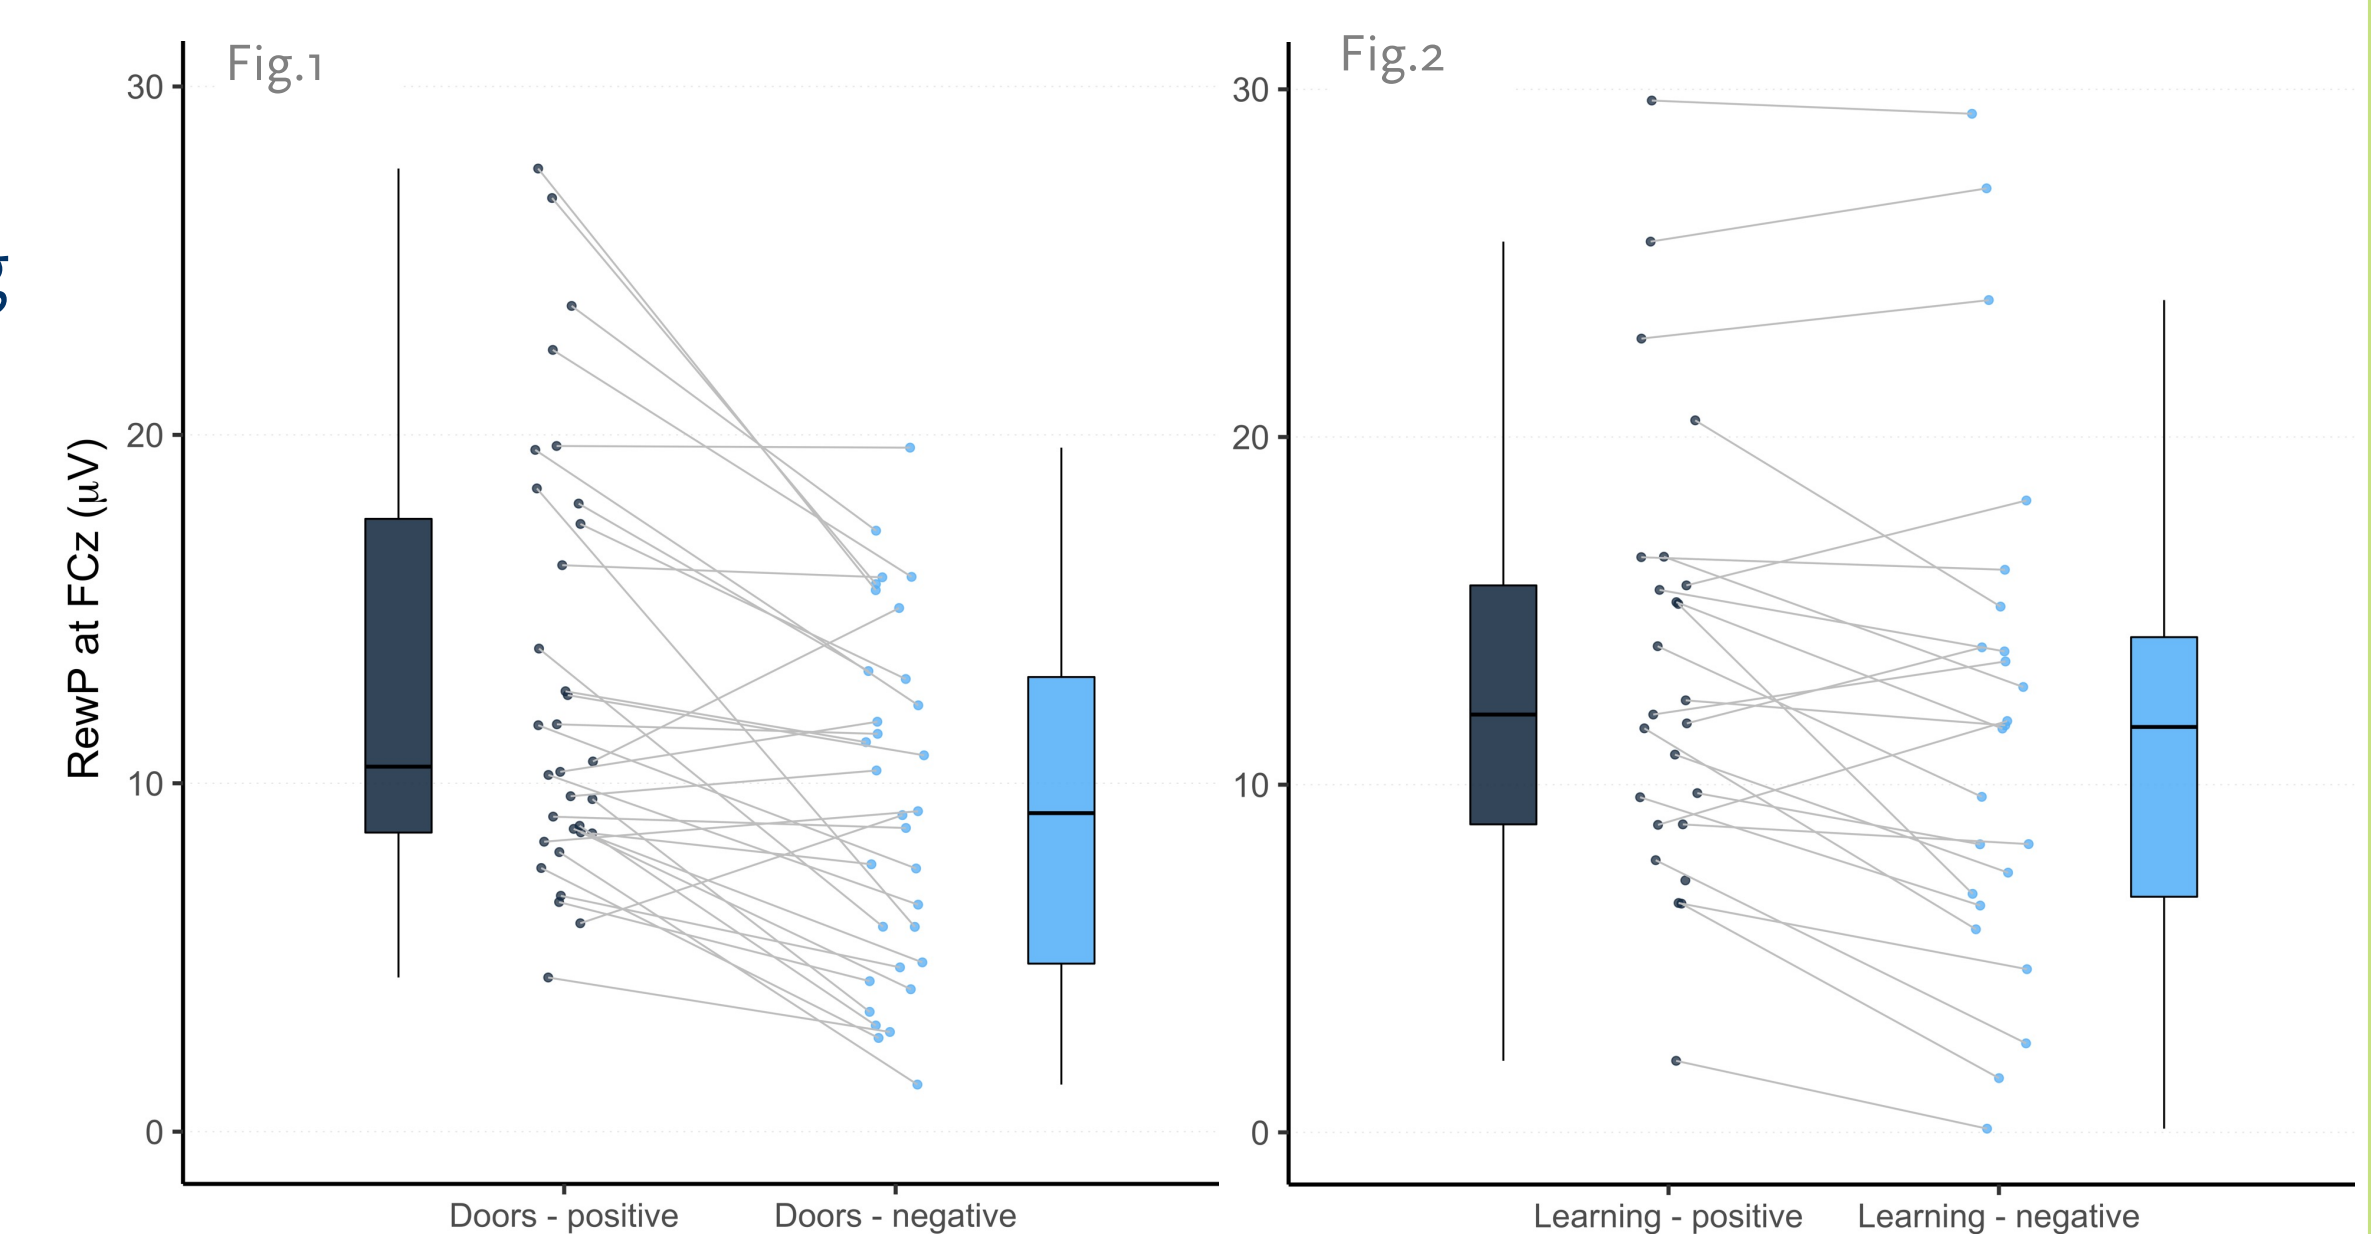 Fig.1
30
20
10
0
RewP at FCz (µV)
Doors - positive
Doors - negative
Fig.2
30
20
10
0
Learning - positive
Learning - negative